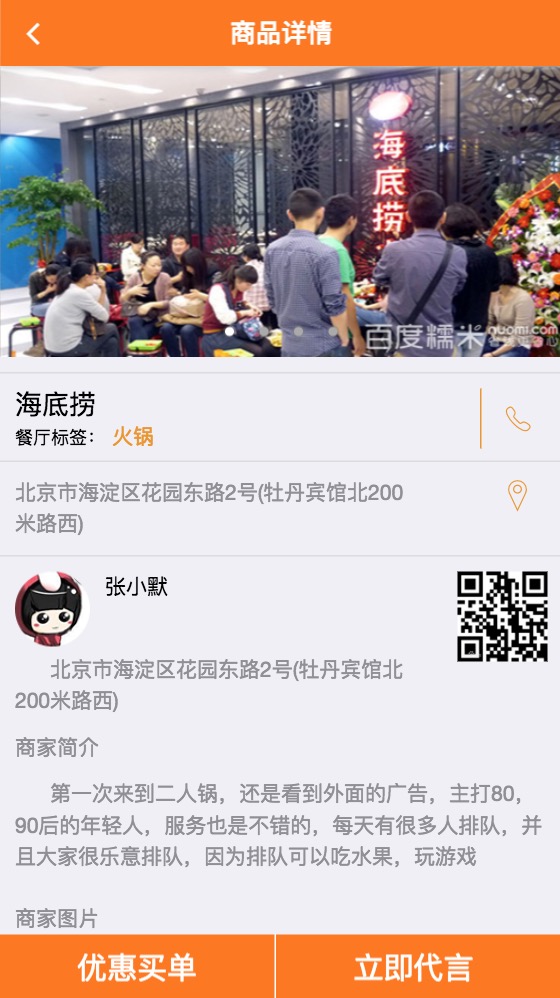 商品详情
海底捞
百度糯米 nuomi.com
海底捞
餐厅标签： 火锅
北京市海淀区花园东路2号(牡丹宾馆北200
米路西)
张小默
北京市海淀区花园东路2号(牡丹宾馆北
200米路西)
商家简介
第一次来到二人锅，还是看到外面的广告，主打80，
90后的年轻人，服务也是不错的，每天有很多人排队，并
且大家很乐意排队，因为排队可以吃水果，玩游戏
商家图片
优惠买单
立即代言